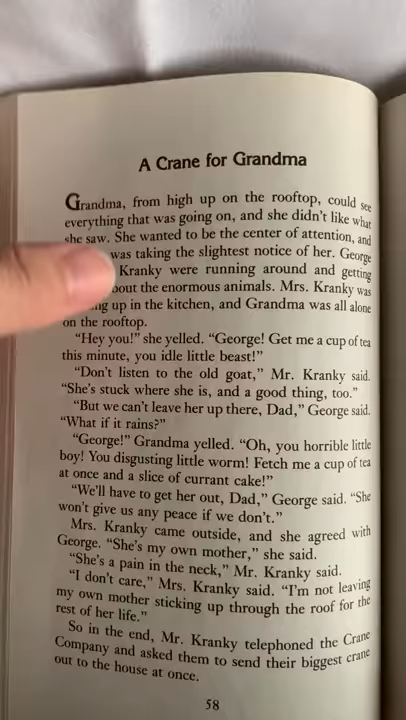 A Crane for Grandma
Grandma, from high up on the rooftop, could see
everything that was going on, and she didn't like what
she saw. She wanted to be the center of attention, and
was taking the slightest notice of her. George
Kranky were running around and getting
about the enormous animals. Mrs. Kranky was
up in the kitchen, and Grandma was all alone
on the rooftop.
"Hey you!" she yelled. "George! Get me a cup of tea
this minute, you idle little beast!"
"Don't listen to the old goat," Mr. Kranky said.
"She's stuck where she is, and a good thing, too."
"But we can't leave her up there, Dad," George said.
"What if it rains?"
"George!" Grandma yelled. "Oh, you horrible little
boy! You disgusting little worm! Fetch me a cup of tea
at once and a slice of currant cake!"
"We'll have to get her out, Dad," George said. "She
won't give us any peace if we don't."
Mrs. Kranky came outside, and she agreed with
George. "She's my own mother," she said.
"She's a pain in the neck," Mr. Kranky said.
"I don't care," Mrs. Kranky said. "I'm not leaving
my own mother sticking up through the roof for the
rest of her life."
So in the end, Mr. Kranky telephoned the Crane
Company and asked them to send their biggest crane
out to the house at once.
58